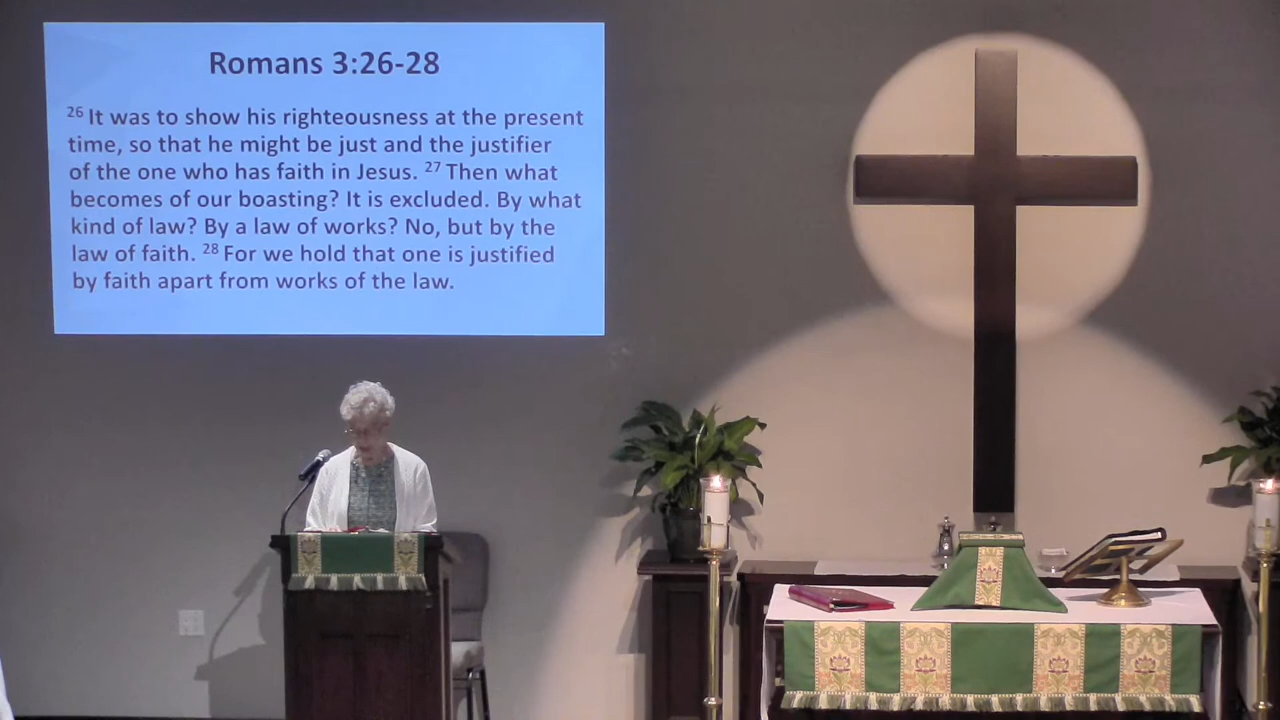 Romans 3:26-28
26 It was to show his righteousness at the present
time, so that he might be just and the justifier
of the one who has faith in Jesus. 27 Then what
becomes of our boasting? It is excluded. By what
kind of law? By a law of works? No, but by the
law of faith. 28 For we hold that one is justified
by faith apart from works of the law.